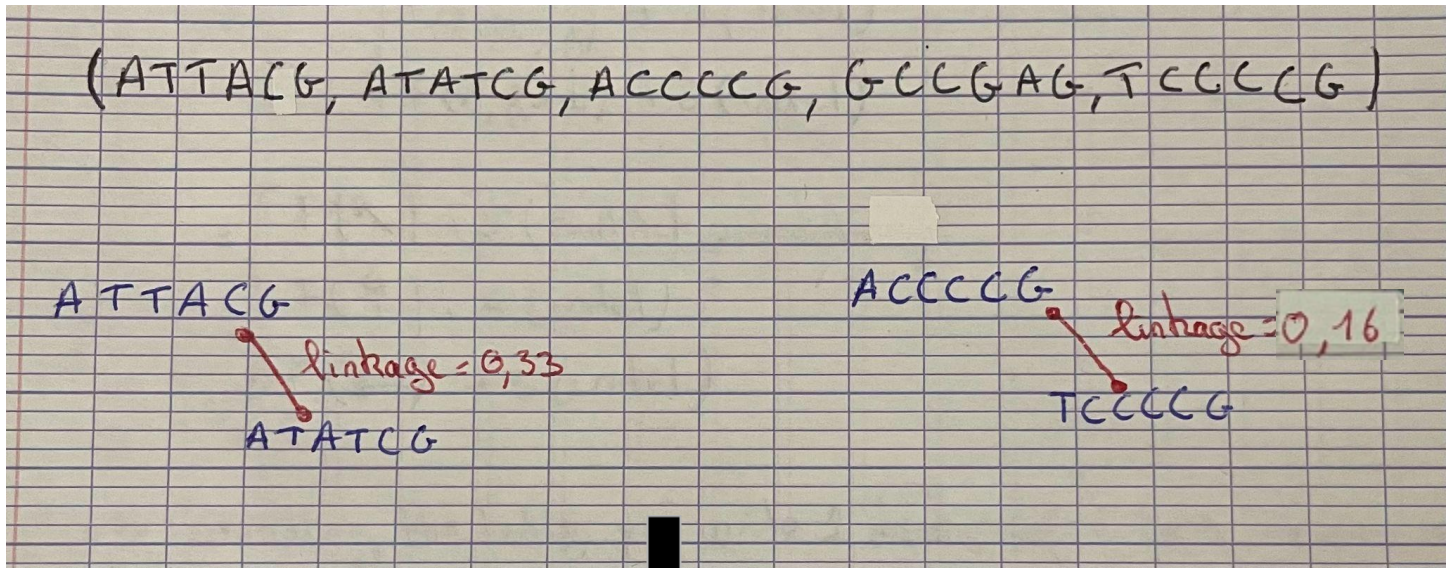 (ATTACG, ATATCG, ACCCCG, GCCGAG, TCCCCG)
ATTACG
linkage = 0,33
ATATCG
ACCCCG
linkage = 0,16
TCCCCG